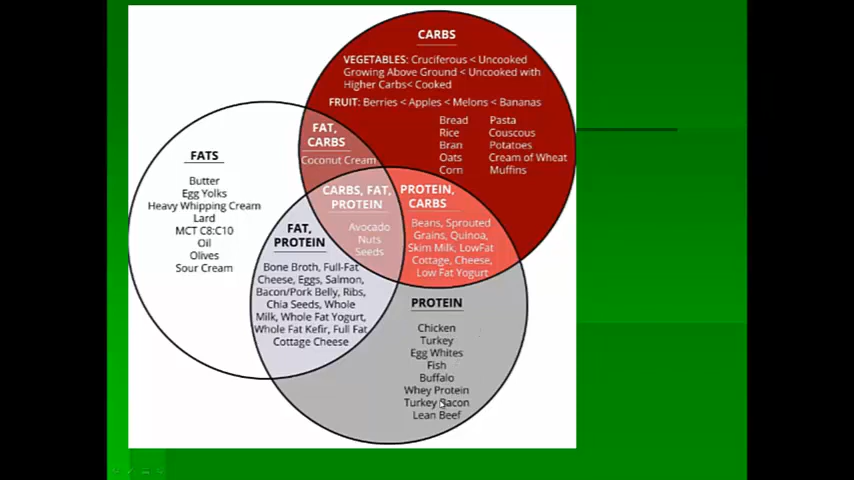 CARBS
VEGETABLES: Cruciferous < Uncooked
Growing Above Ground < Uncooked with
Higher Carbs< Cooked
FRUIT: Berries < Apples < Melons < Bananas
Bread
Rice
Bran
Oats
Corn
Pasta
Couscous
Potatoes
Cream of Wheat
Muffins
FAT,
CARBS
Coconut Cream
FATS
Butter
Egg Yolks
Heavy Whipping Cream
Lard
MCT C8:C10
Oil
Olives
Sour Cream
CARBS, FAT,
PROTEIN
Avocado
Nuts
Seeds
PROTEIN,
CARBS
Beans, Sprouted
Grains, Quinoa,
Skim Milk, LowFat
Cottage, Cheese,
Low Fat Yogurt
FAT,
PROTEIN
Bone Broth, Full-Fat
Cheese, Eggs, Salmon,
Bacon/Pork Belly, Ribs,
Chia Seeds, Whole
Milk, Whole Fat Yogurt,
Whole Fat Kefir, Full Fat
Cottage Cheese
PROTEIN
Chicken
Turkey
Egg Whites
Fish
Buffalo
Whey Protein
Turkey Bacon
Lean Beef